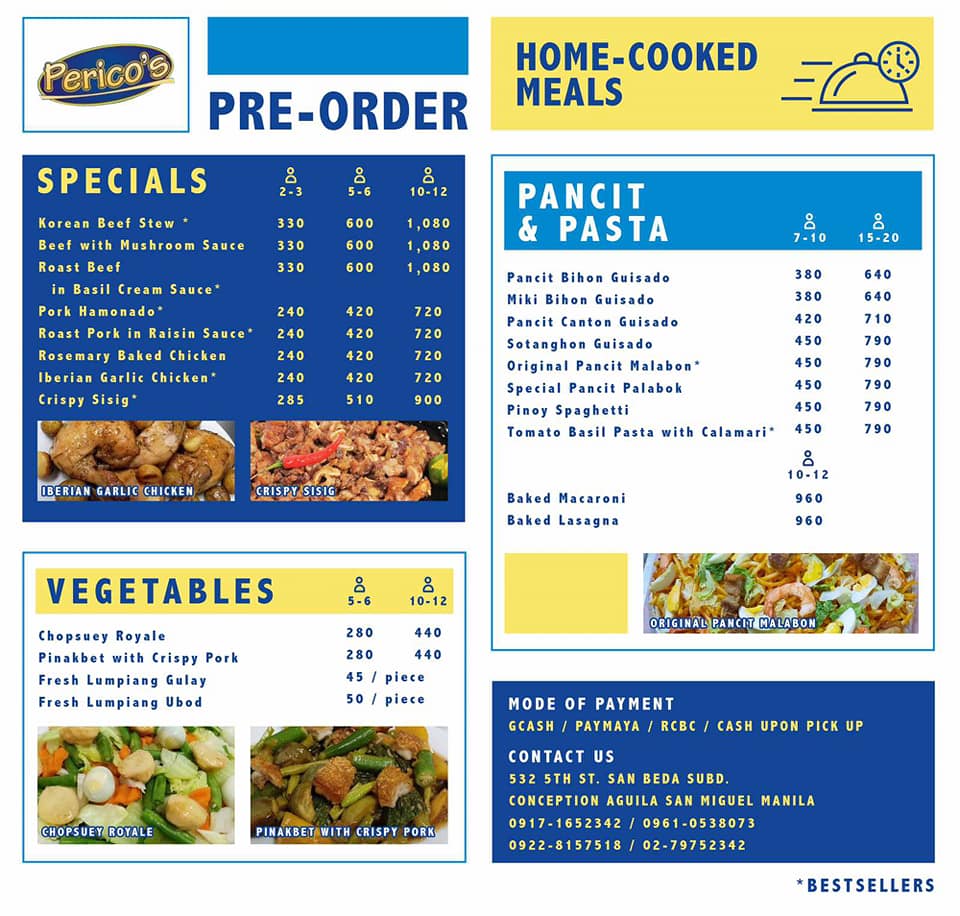 Perico's
PRE-ORDER
HOME-COOKED
MEALS
SPECIALS 2-3 5-6 10-12
Korean Beef Stew * 330 600 1,080
Beef with Mushroom Sauce 330 600 1,080
Roast Beef 330 600 1,080
in Basil Cream Sauce*
Pork Hamonado* 240 420 720
Roast Pork in Raisin Sauce* 240 420 720
Rosemary Baked Chicken 240 420 720
Iberian Garlic Chicken* 240 420 720
Crispy Sisig* 285 510 900
IBERIAN GARLIC CHICKEN
CRISPY SISIG
VEGETABLES 5-6 10-12
Chopsuey Royale 280 440
Pinakbet with Crispy Pork 280 440
Fresh Lumpiang Gulay 45 / piece
Fresh Lumpiang Ubod 50 / piece
CHOPSUEY ROYALE
PINAKBET WITH CRISPY PORK
PANCIT
& PASTA 7-10 15-20
Pancit Bihon Guisado 380 640
Miki Bihon Guisado 380 640
Pancit Canton Guisado 420 710
Sotanghon Guisado 450 790
Original Pancit Malabon* 450 790
Special Pancit Palabok 450 790
Pinoy Spaghetti 450 790
Tomato Basil Pasta with Calamari* 450 790
10-12
Baked Macaroni 960
Baked Lasagna 960
ORIGINAL PANCIT MALABON
MODE OF PAYMENT
GCASH / PAYMAYA / RCBC / CASH UPON PICK UP
CONTACT US
532 5TH ST. SAN BEDA SUBD.
CONCEPTION AGUILA SAN MIGUEL MANILA
0917-1652342 / 0961-0538073
0922-8157518 / 02-79752342
*BESTSELLERS